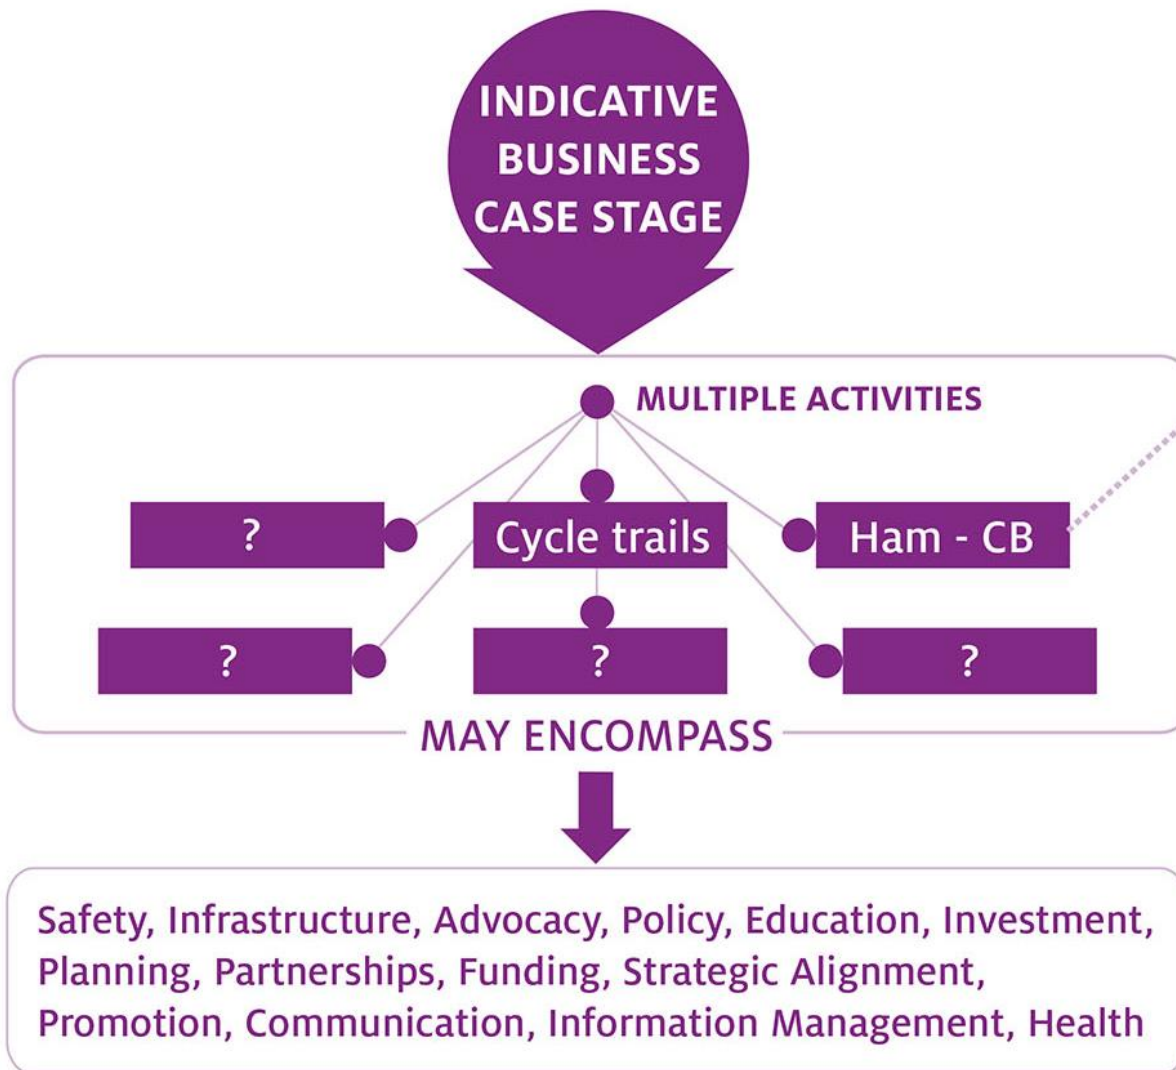 INDICATIVE
BUSINESS
CASE STAGE
MULTIPLE ACTIVITIES
?
Cycle trails
Ham - CB
?
?
?
MAY ENCOMPASS
Safety, Infrastructure, Advocacy, Policy, Education, Investment,
Planning, Partnerships, Funding, Strategic Alignment,
Promotion, Communication, Information Management, Health